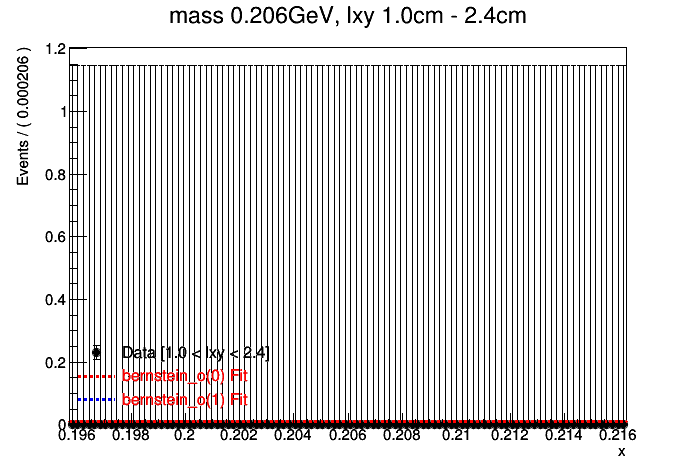 mass 0.206GeV, lxy 1.0cm - 2.4cm
Events / ( 0.000206 )
1.2
1
0.8
0.6
0.4
0.2
0
Data [1.0 < lxy < 2.4]
bernstein_o(0) Fit
bernstein_o(1) Fit
0.196 0.198 0.2 0.202 0.204 0.206 0.208 0.21 0.212 0.214 0.216
x